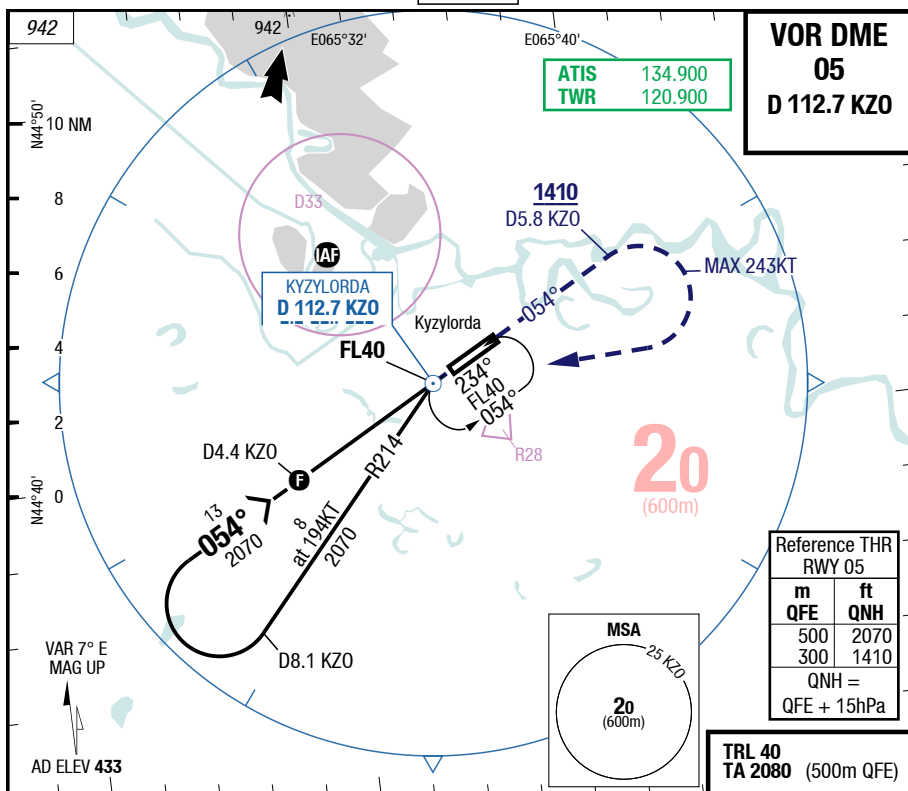 942
942
E065°32'
E065°40'
VOR DME
05
D 112.7 KZO
ATIS 134.900
TWR 120.900
N44°50'
10 NM
8
6
4
2
0
N44°40'
D33
IAF
KYZYLORDA
D 112.7 KZO
FL40
Kyzylorda
1410
D5.8 KZO
MAX 243KT
054°
234°
FL40
054°
R28
D4.4 KZO
F
R214
13
054°
2070
8
at 194KT
2070
D8.1 KZO
20
(600m)
VAR 7° E
MAG UP
AD ELEV 433
MSA
25 KZO
20
(600m)
Reference THR
RWY 05
m ft
QFE QNH
500 2070
300 1410
QNH =
QFE + 15hPa
TRL 40
TA 2080 (500m QFE)